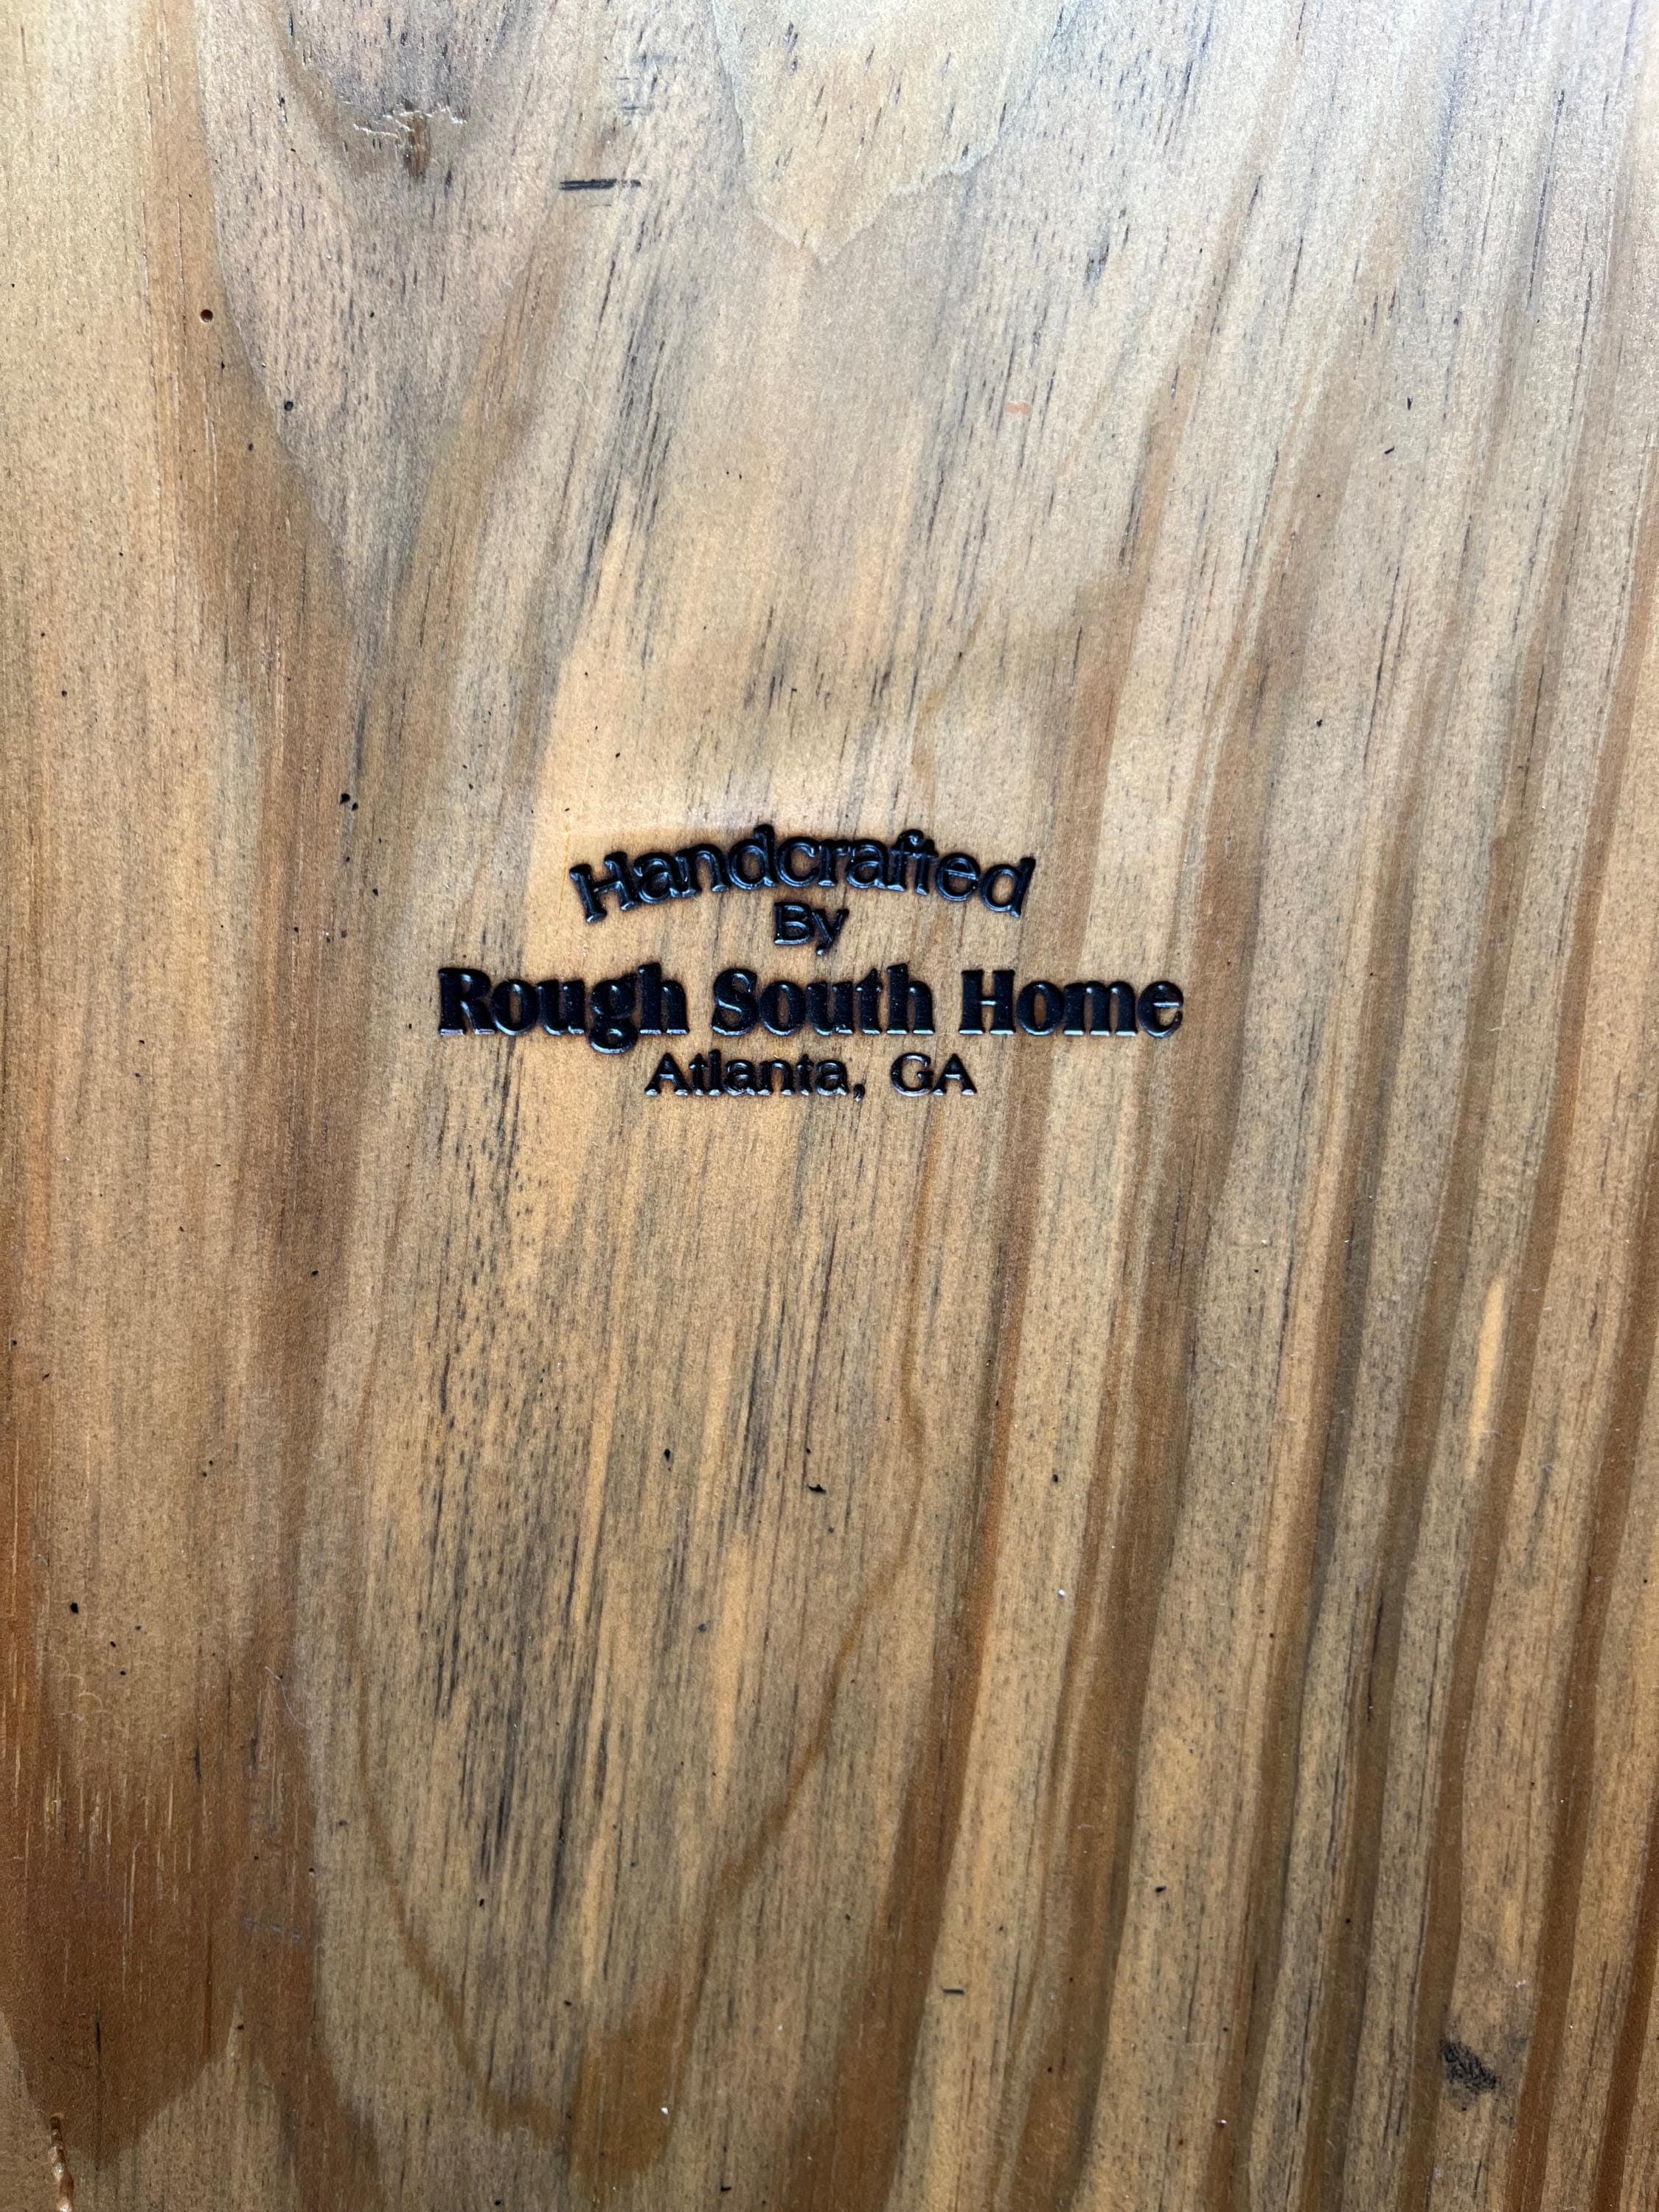 Handcrafted
By
Rough South Home
Atlanta, GA